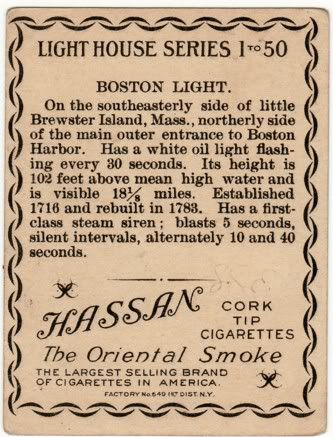 LIGHT HOUSE SERIES 1 TO 50
BOSTON LIGHT.
On the southeasterly side of little
Brewster Island, Mass., northerly side
of the main outer entrance to Boston
Harbor. Has a white oil light flash-
ing every 30 seconds. Its height is
102 feet above mean high water and
is visible 18⅛ miles. Established
1716 and rebuilt in 1783. Has a first-
class steam siren; blasts 5 seconds,
silent intervals, alternately 10 and 40
seconds.
HASSAN
CORK
TIP
CIGARETTES
The Oriental Smoke
THE LARGEST SELLING BRAND
OF CIGARETTES IN AMERICA.
FACTORY No. 649 1ST DIST. N.Y.